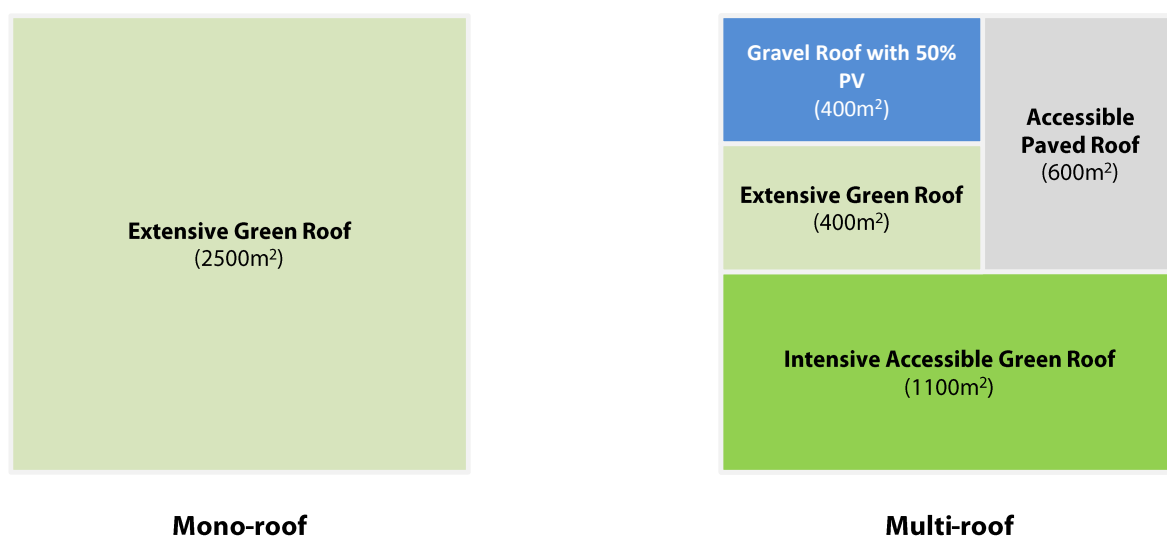 Extensive Green Roof
(2500m²)
Mono-roof
Gravel Roof with 50%
PV
(400m²)
Accessible
Paved Roof
(600m²)
Extensive Green Roof
(400m²)
Intensive Accessible Green Roof
(1100m²)
Multi-roof